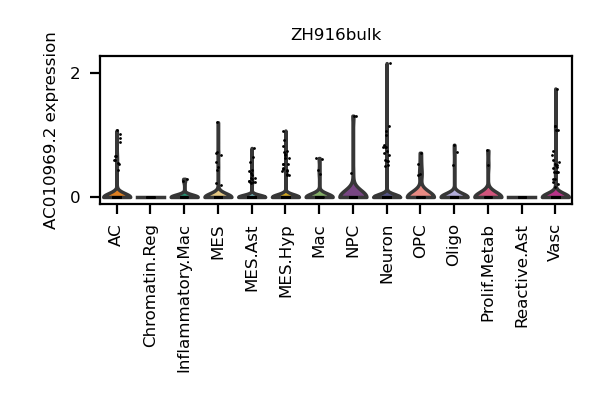 ZH916bulk
AC010969.2 expression
2
0
AC
Chromatin.Reg
Inflammatory.Mac
MES
MES.Ast
MES.Hyp
Mac
NPC
Neuron
OPC
Oligo
Prolif.Metab
Reactive.Ast
Vasc